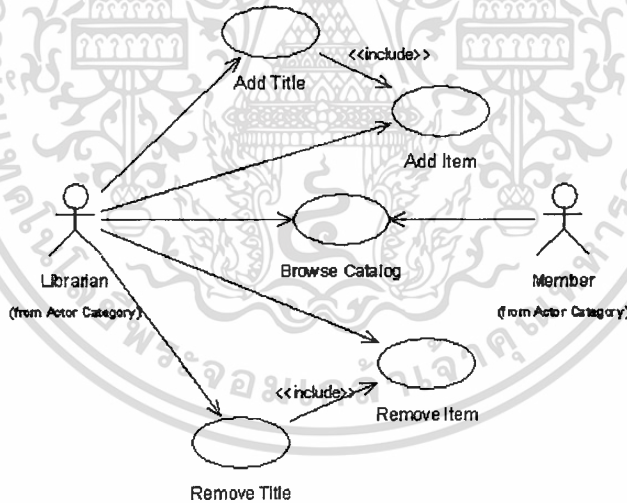 <<include>>
Add Title
Add Item
Browse Catalog
Librarian
(from Actor Category)
Member
(from Actor Category)
<<include>>
Remove Item
Remove Title